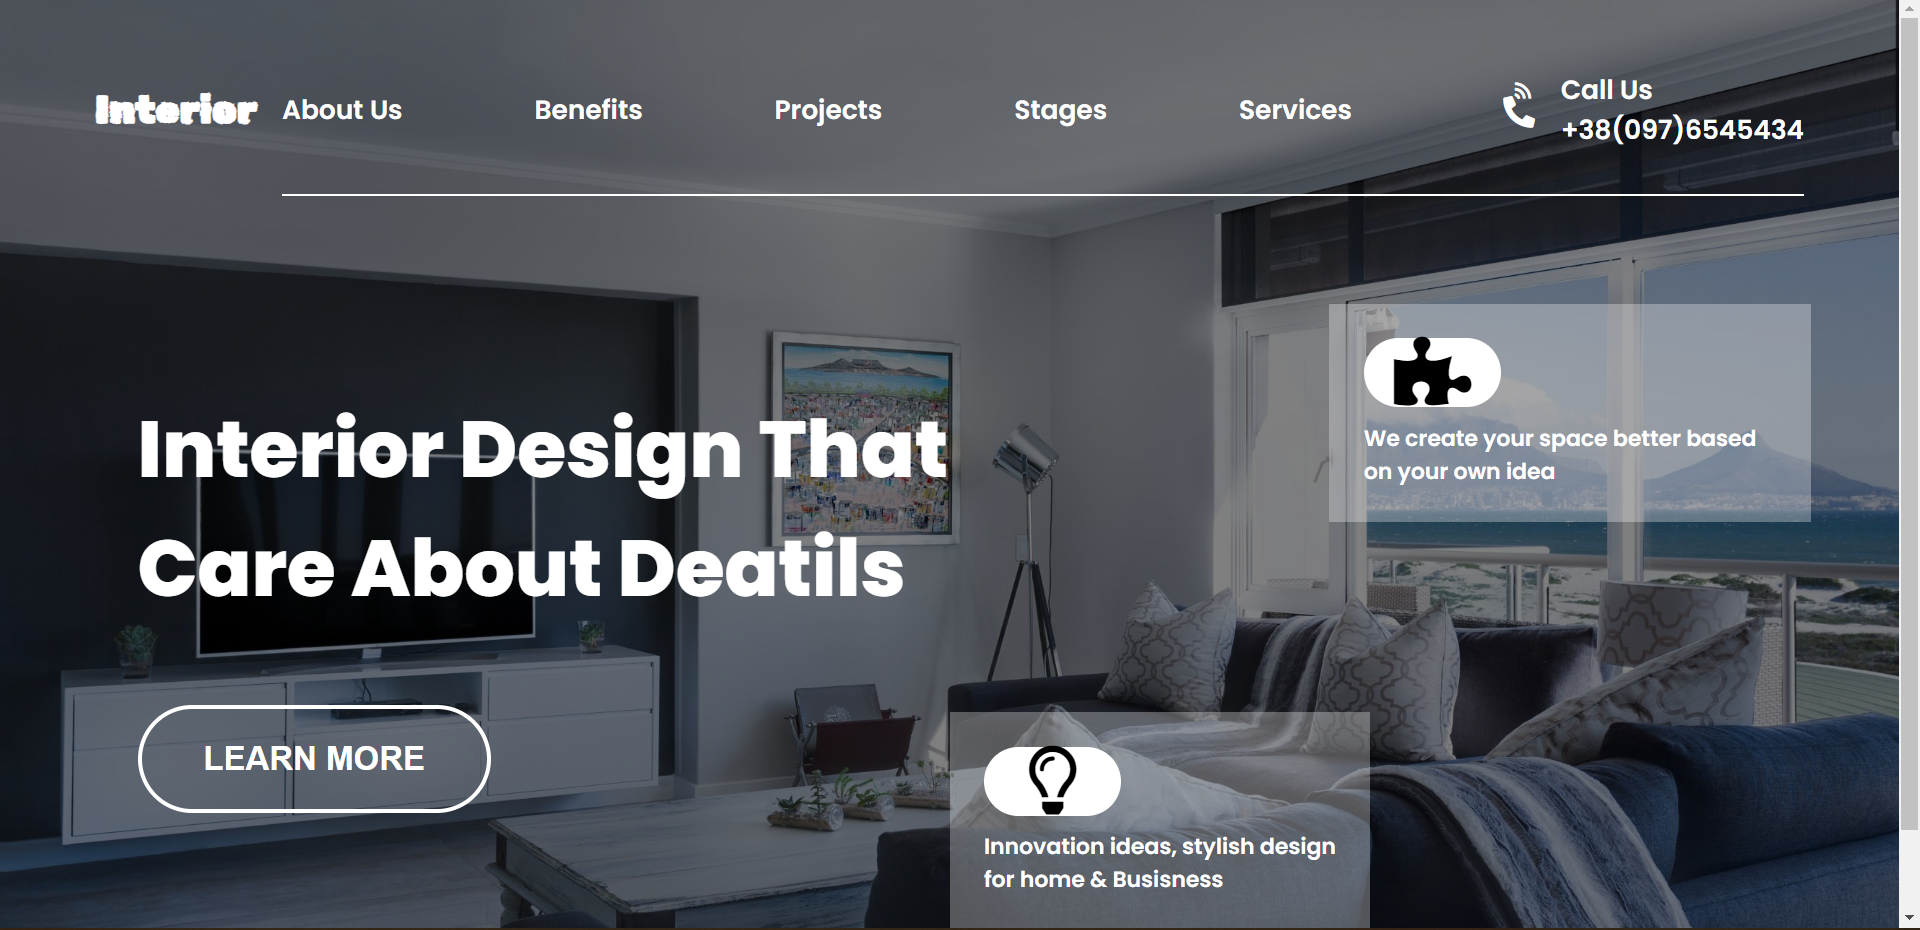 Interior
About Us
Benefits
Projects
Stages
Services
Call Us
+38(097)6545434
Interior Design That
Care About Deatils
LEARN MORE
We create your space better based
on your own idea
Innovation ideas, stylish design
for home & Busisness